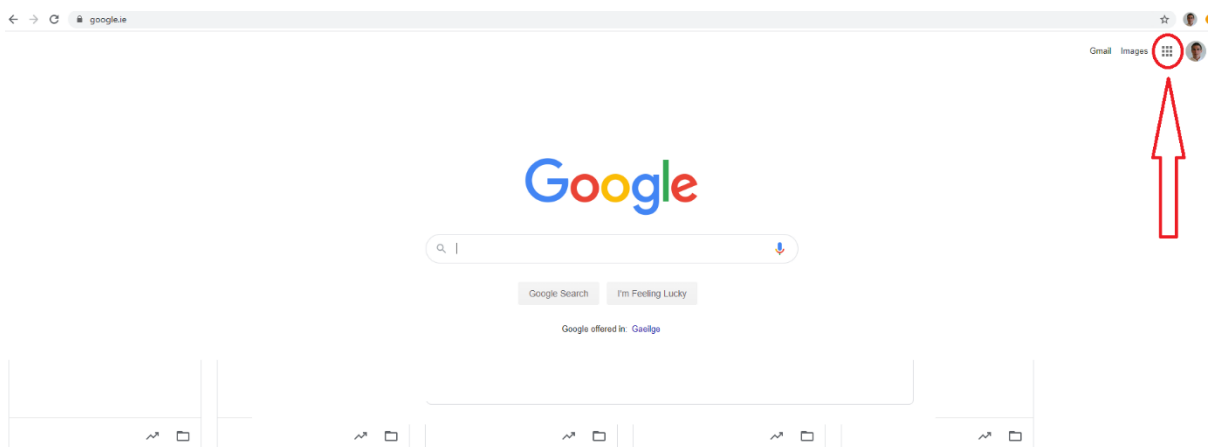 google.ie
Gmail Images
Google
Google Search I'm Feeling Lucky
Google offered in: Gaeilge